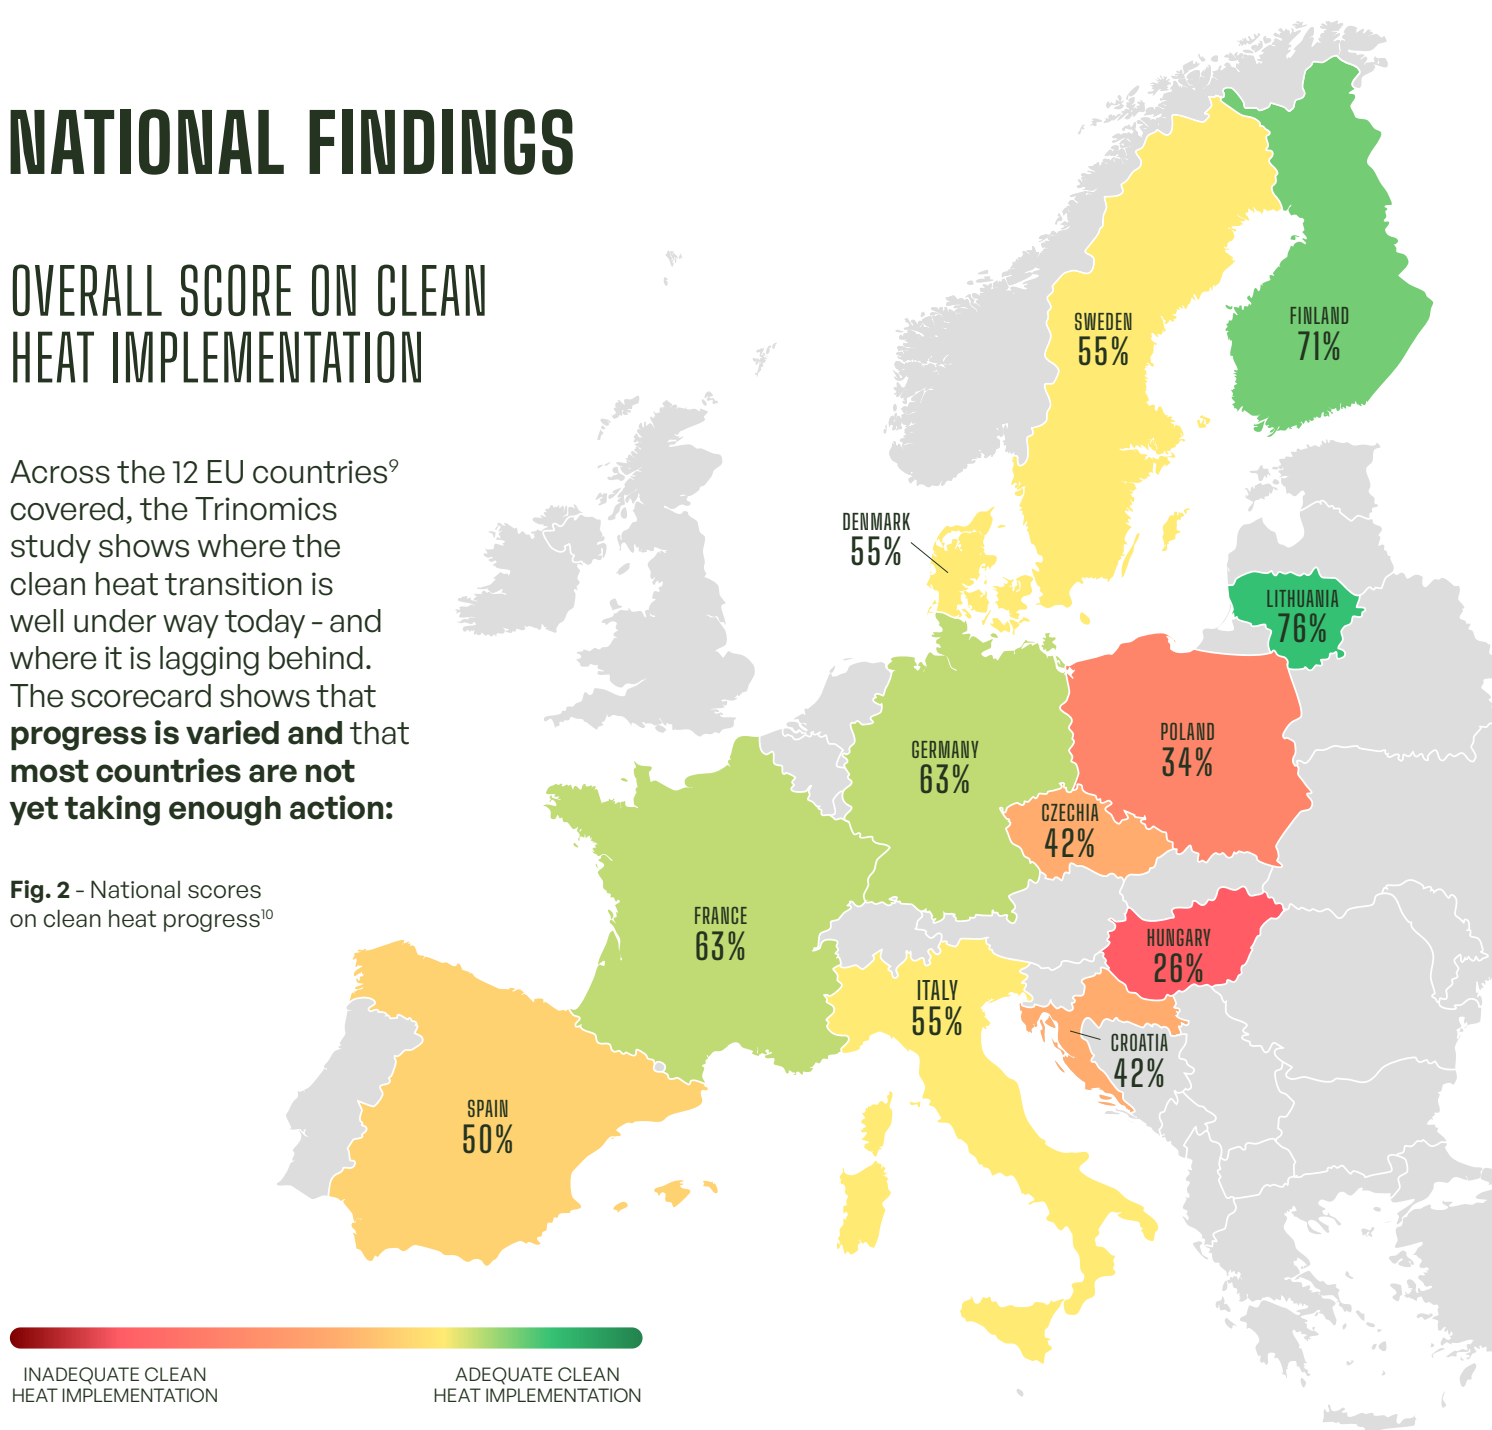 NATIONAL FINDINGS
OVERALL SCORE ON CLEAN
HEAT IMPLEMENTATION
Across the 12 EU countries⁹
covered, the Trinomics
study shows where the
clean heat transition is
well under way today - and
where it is lagging behind.
The scorecard shows that
progress is varied and that
most countries are not
yet taking enough action:
Fig. 2 - National scores
on clean heat progress¹⁰
SWEDEN
55%
FINLAND
71%
DENMARK
55%
LITHUANIA
76%
POLAND
34%
GERMANY
63%
CZECHIA
42%
FRANCE
63%
HUNGARY
26%
ITALY
55%
CROATIA
42%
SPAIN
50%
INADEQUATE CLEAN
HEAT IMPLEMENTATION
ADEQUATE CLEAN
HEAT IMPLEMENTATION